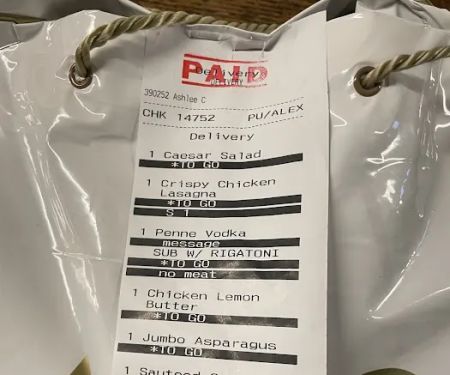 PAID
Delivery
390252 Ashlee C
CHK 14752 PU/ALEX
Delivery
1 Caesar Salad
*TO GO
1 Crispy Chicken
Lasagna
*TO GO
S 1
1 Penne Vodka
message
SUB W/ RIGATONI
*TO GO
no meat
1 Chicken Lemon
Butter
*TO GO
1 Jumbo Asparagus
*TO GO
1 Sauteed